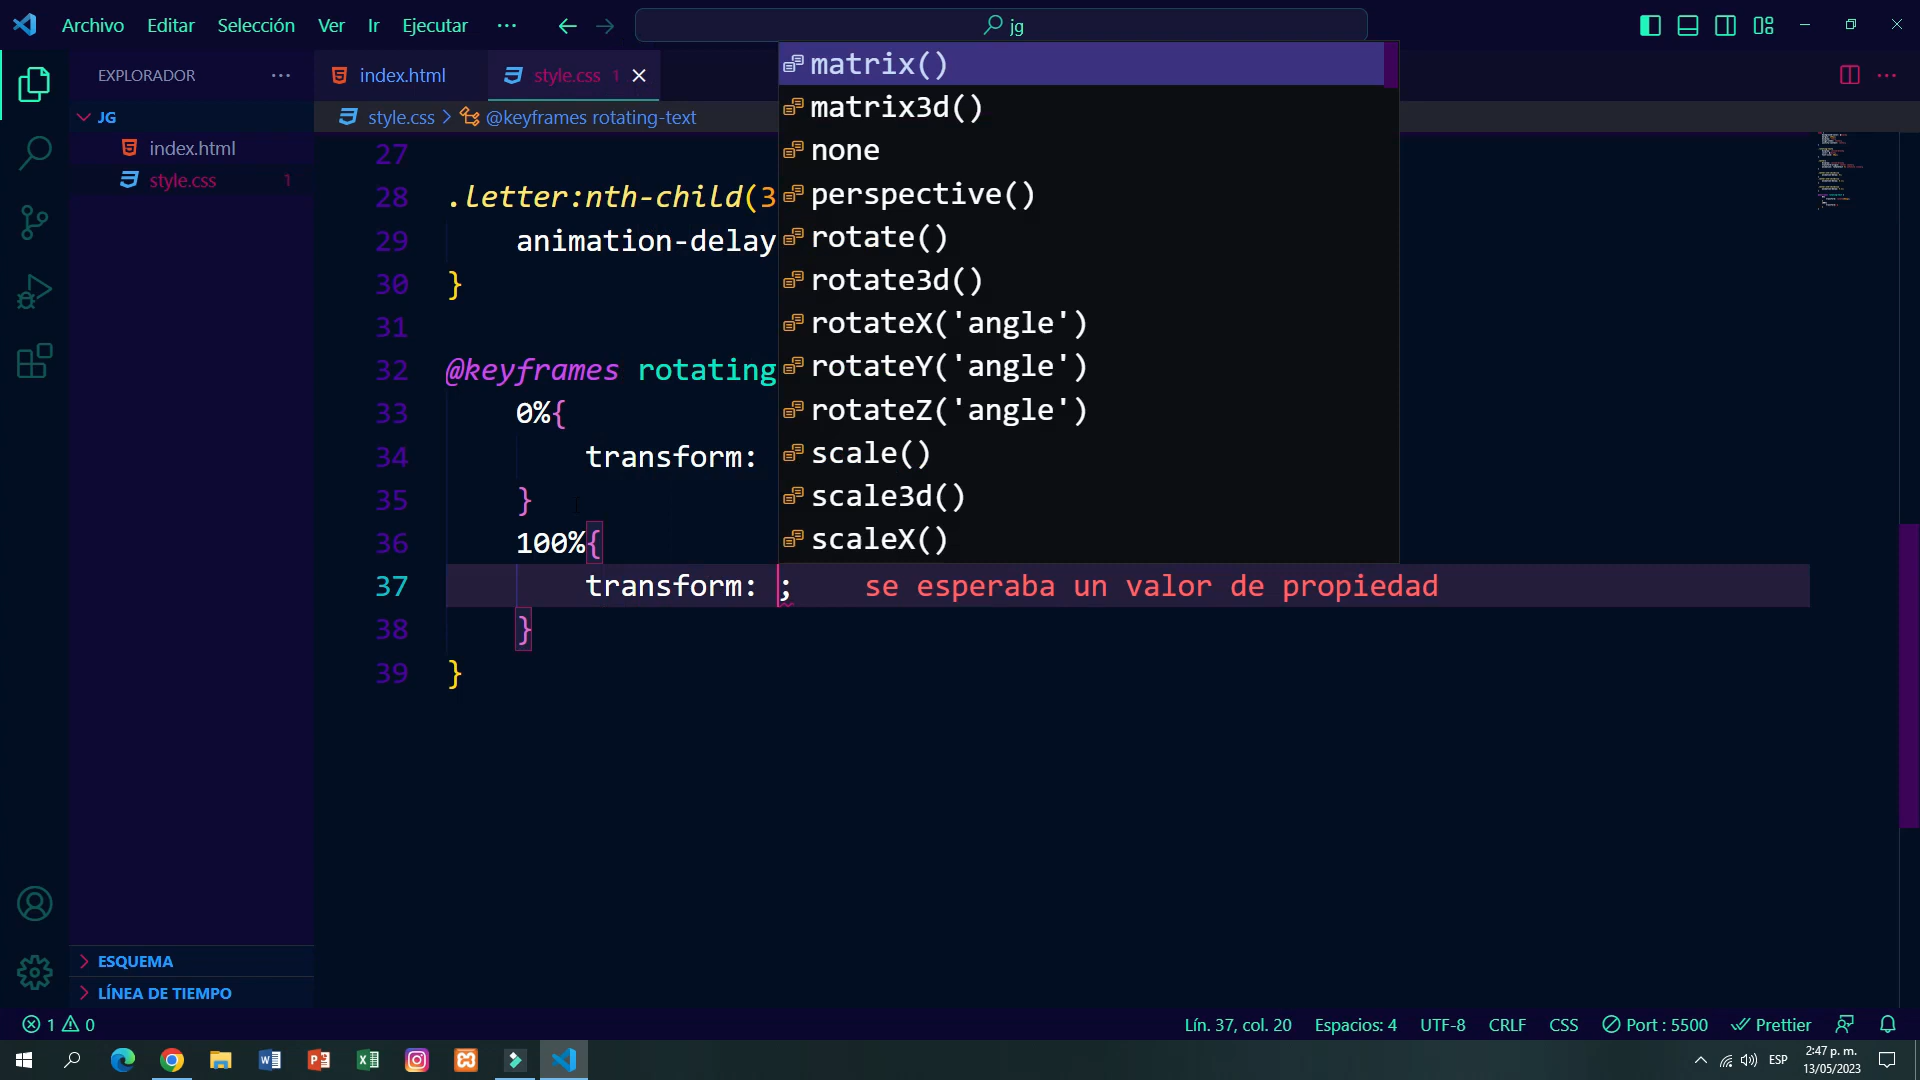 Archivo Editar Selección Ver Ir Ejecutar ··· jg
EXPLORADOR ···
index.html
style.css 1
JG
index.html
style.css 1
style.css > @keyframes rotating-text
27
28 .letter:nth-child(3
29 animation-delay
30 }
31
32 @keyframes rotating
33 0%{
34 transform:
35 }
36 100%{
37 transform: ; se esperaba un valor de propiedad
38 }
39 }
matrix()
matrix3d()
none
perspective()
rotate()
rotate3d()
rotateX('angle')
rotateY('angle')
rotateZ('angle')
scale()
scale3d()
scaleX()
ESQUEMA
LÍNEA DE TIEMPO
1 0
Lín. 37, col. 20 Espacios: 4 UTF-8 CRLF CSS Port : 5500 Prettier
ESP
2:47 p. m.
13/05/2023